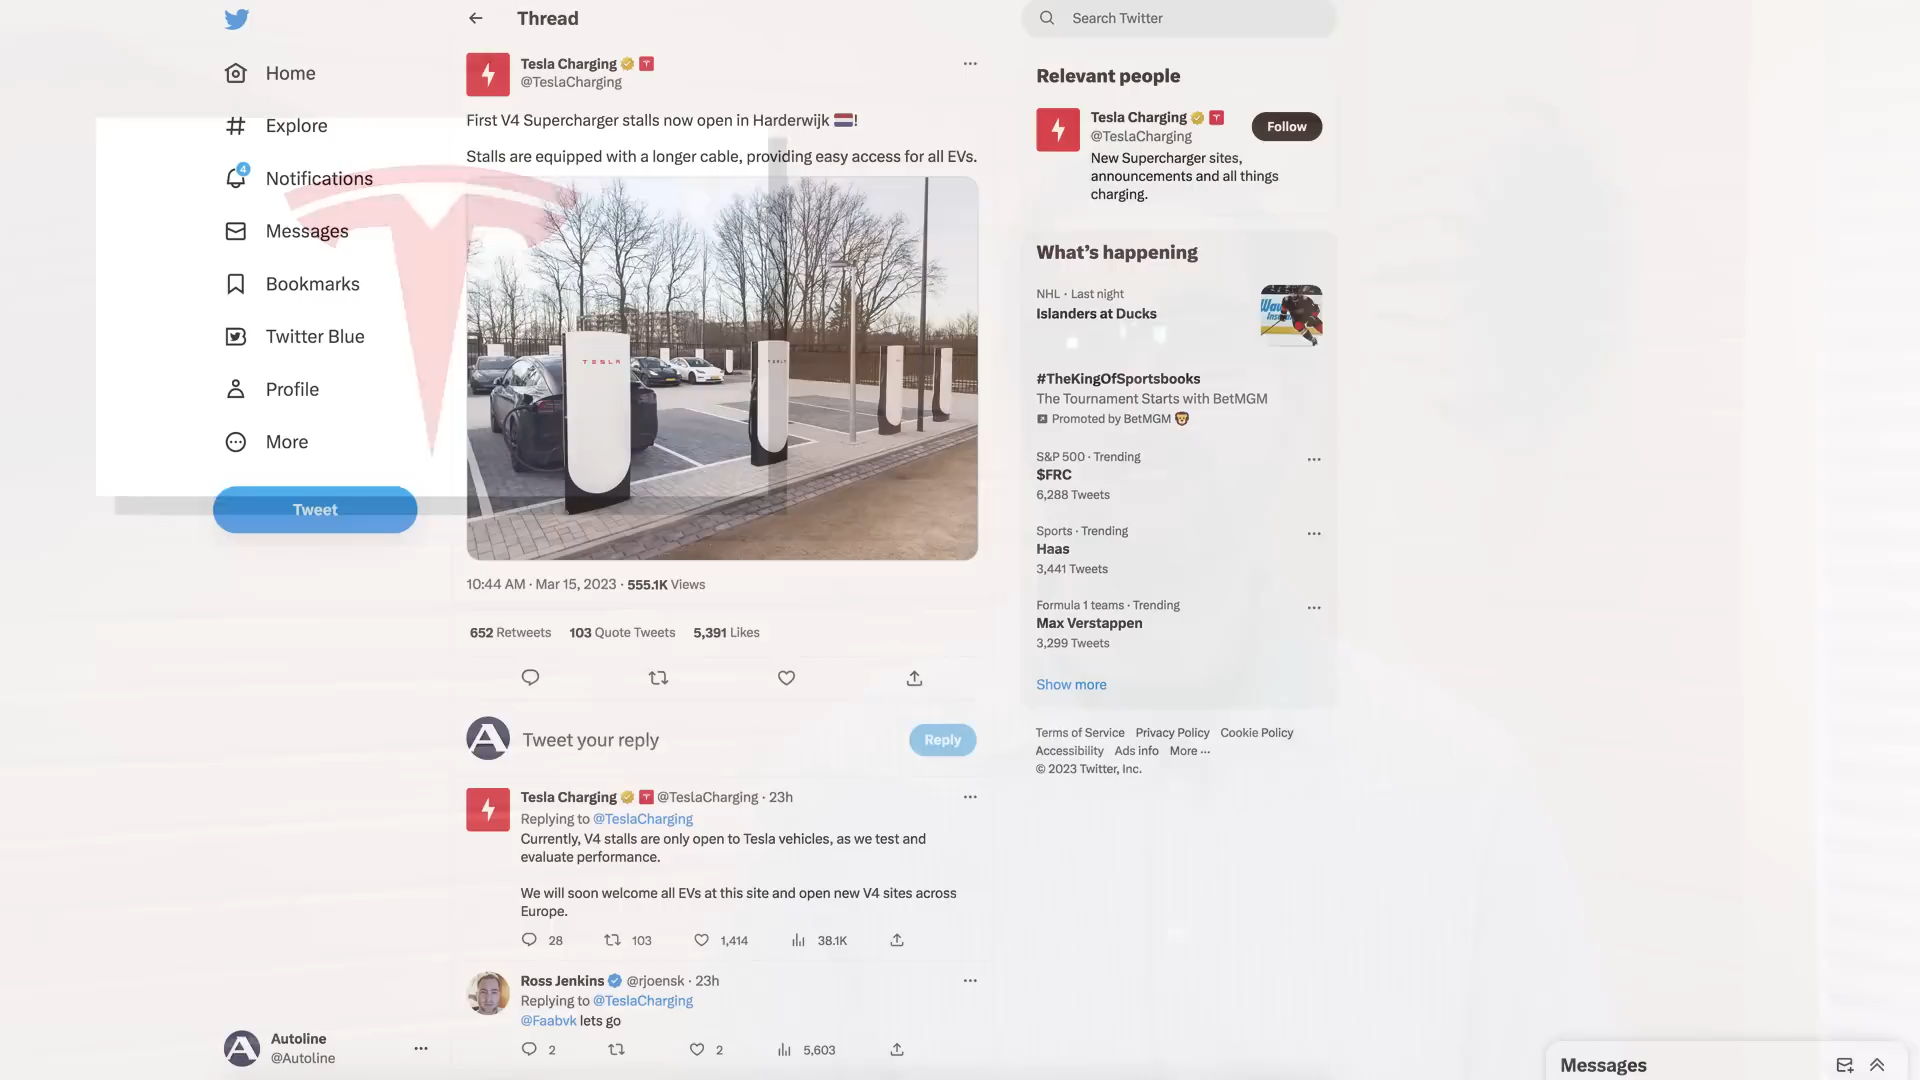 Home
Explore
4
Notifications
Messages
Bookmarks
Twitter Blue
Profile
More
Tweet
Autoline
@Autoline
Thread
Tesla Charging
@TeslaCharging
First V4 Supercharger stalls now open in Harderwijk 🇳🇱!
Stalls are equipped with a longer cable, providing easy access for all EVs.
TESLA
TESLA
10:44 AM · Mar 15, 2023 · 555.1K Views
652 Retweets 103 Quote Tweets 5,391 Likes
Tweet your reply
Reply
Tesla Charging @TeslaCharging · 23h
Replying to @TeslaCharging
Currently, V4 stalls are only open to Tesla vehicles, as we test and
evaluate performance.
We will soon welcome all EVs at this site and open new V4 sites across
Europe.
28 103 1,414 38.1K
Ross Jenkins @rjoensk · 23h
Replying to @TeslaCharging
@Faabvk lets go
2 2 5,603
Search Twitter
Relevant people
Tesla Charging
@TeslaCharging
Follow
New Supercharger sites,
announcements and all things
charging.
What's happening
NHL · Last night
Islanders at Ducks
#TheKingOfSportsbooks
The Tournament Starts with BetMGM
Promoted by BetMGM
S&P 500 · Trending
$FRC
6,288 Tweets
Sports · Trending
Haas
3,441 Tweets
Formula 1 teams · Trending
Max Verstappen
3,299 Tweets
Show more
Terms of Service Privacy Policy Cookie Policy
Accessibility Ads info More ···
© 2023 Twitter, Inc.
Messages